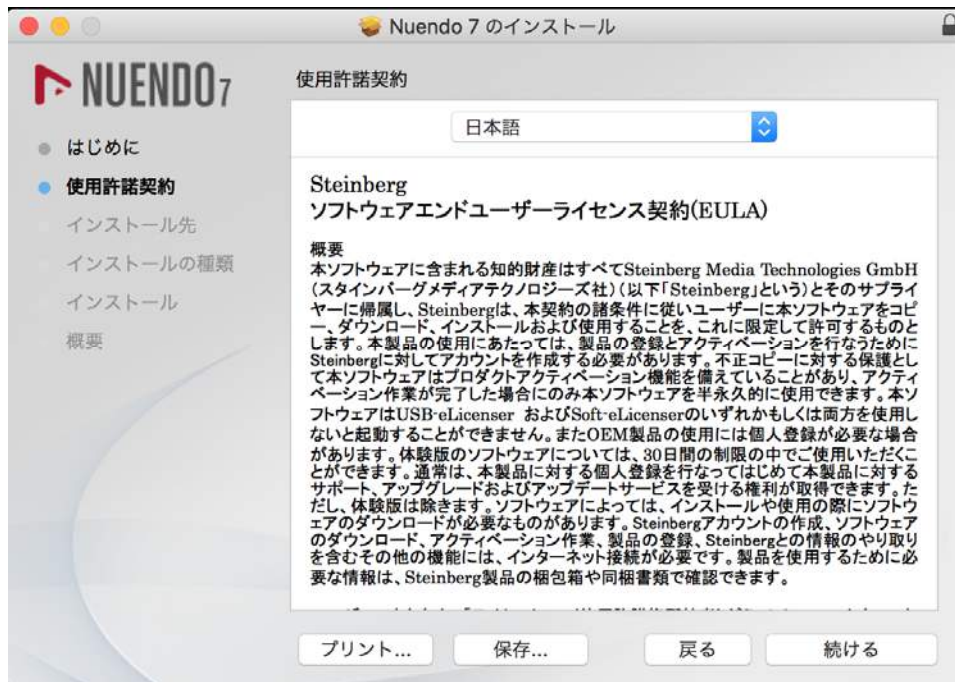 Nuendo 7 のインストール
NUENDO7
使用許諾契約
はじめに
使用許諾契約
インストール先
インストールの種類
インストール
概要
日本語
Steinberg
ソフトウェアエンドユーザーライセンス契約(EULA)
概要
本ソフトウェアに含まれる知的財産はすべてSteinberg Media Technologies GmbH
(スタインバーグメディアテクノロジーズ社)(以下「Steinberg」という)とそのサプライ
ヤーに帰属し、Steinbergは、本契約の諸条件に従いユーザーに本ソフトウェアをコピ
ー、ダウンロード、インストールおよび使用することを、これに限定して許可するものと
します。本製品の使用にあたっては、製品の登録とアクティベーションを行なうために
Steinbergに対してアカウントを作成する必要があります。不正コピーに対する保護とし
て本ソフトウェアはプロダクトアクティベーション機能を備えていることがあり、アクティ
ベーション作業が完了した場合にのみ本ソフトウェアを半永久的に使用できます。本ソ
フトウェアはUSB-eLicenser およびSoft-eLicenserのいずれかもしくは両方を使用し
ないと起動することができません。またOEM製品の使用には個人登録が必要な場合
があります。体験版のソフトウェアについては、30日間の制限の中でご使用いただくこ
とができます。通常は、本製品に対する個人登録を行なってはじめて本製品に対する
サポート、アップグレードおよびアップデートサービスを受ける権利が取得できます。た
だし、体験版は除きます。ソフトウェアによっては、インストールや使用の際にソフトウ
ェアのダウンロードが必要なものがあります。Steinbergアカウントの作成、ソフトウェア
のダウンロード、アクティベーション作業、製品の登録、Steinbergとの情報のやり取り
を含むその他の機能には、インターネット接続が必要です。製品を使用するために必
要な情報は、Steinberg製品の梱包箱や同梱書類で確認できます。
プリント...
保存...
戻る
続ける